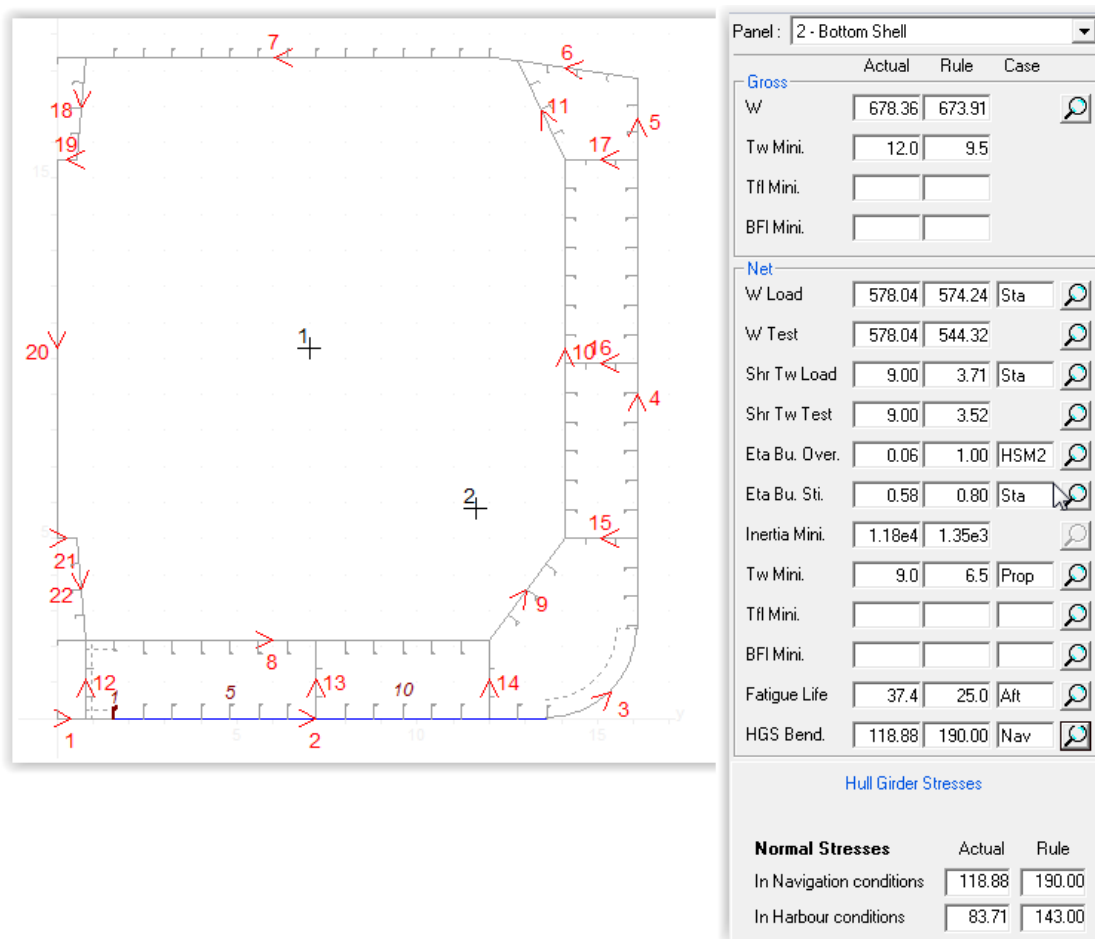 7
6
18
11
5
19
17
15
1
20
10
16
4
2
5
15
21
22
9
8
12
1
5
13
10
14
3
1
2
y
5
10
15
Panel : 2 - Bottom Shell
Actual Rule Case
Gross
W 678.36 673.91
Tw Mini. 12.0 9.5
Tfl Mini.
BFl Mini.
Net
W Load 578.04 574.24 Sta
W Test 578.04 544.32
Shr Tw Load 9.00 3.71 Sta
Shr Tw Test 9.00 3.52
Eta Bu. Over. 0.06 1.00 HSM2
Eta Bu. Sti. 0.58 0.80 Sta
Inertia Mini. 1.18e4 1.35e3
Tw Mini. 9.0 6.5 Prop
Tfl Mini.
BFl Mini.
Fatigue Life 37.4 25.0 Aft
HGS Bend. 118.88 190.00 Nav
Hull Girder Stresses
Normal Stresses Actual Rule
In Navigation conditions 118.88 190.00
In Harbour conditions 83.71 143.00